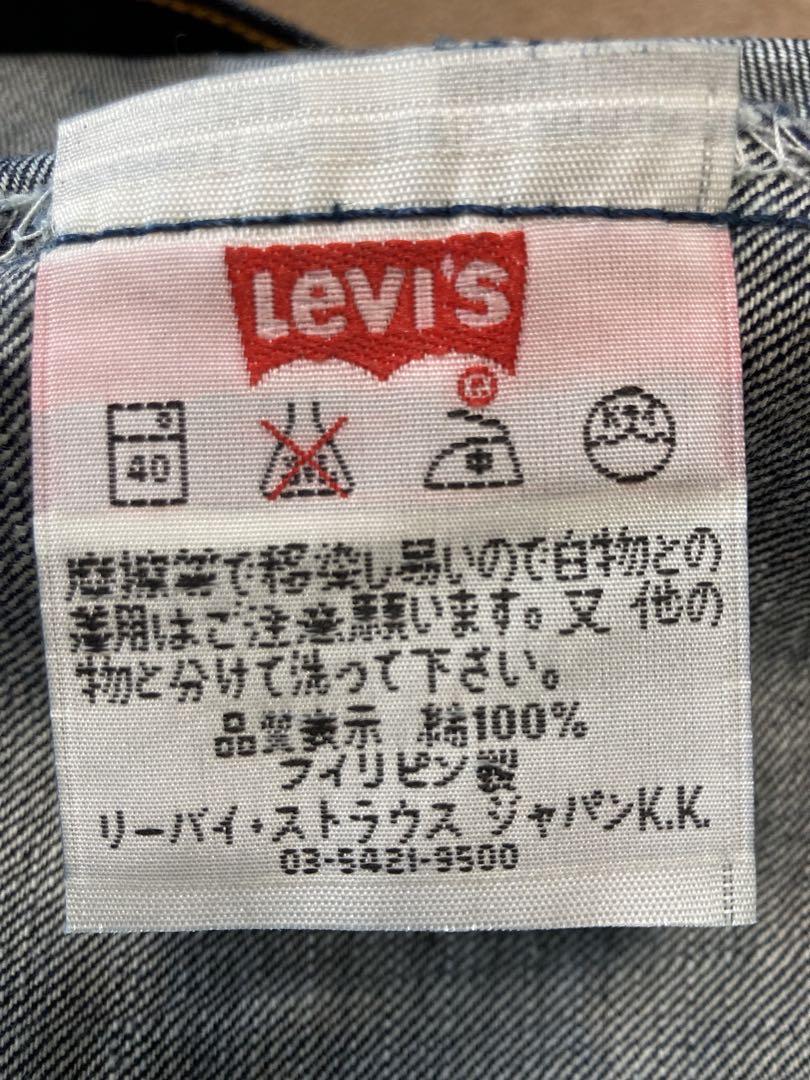 Levi's
40
摩擦等で移染し易いので白物との
着用はご注意願います。又 他の
物と分けて洗って下さい。
品質表示 綿100%
フィリピン製
リーバイ・ストラウス ジャパンK.K.
03-5421-9500